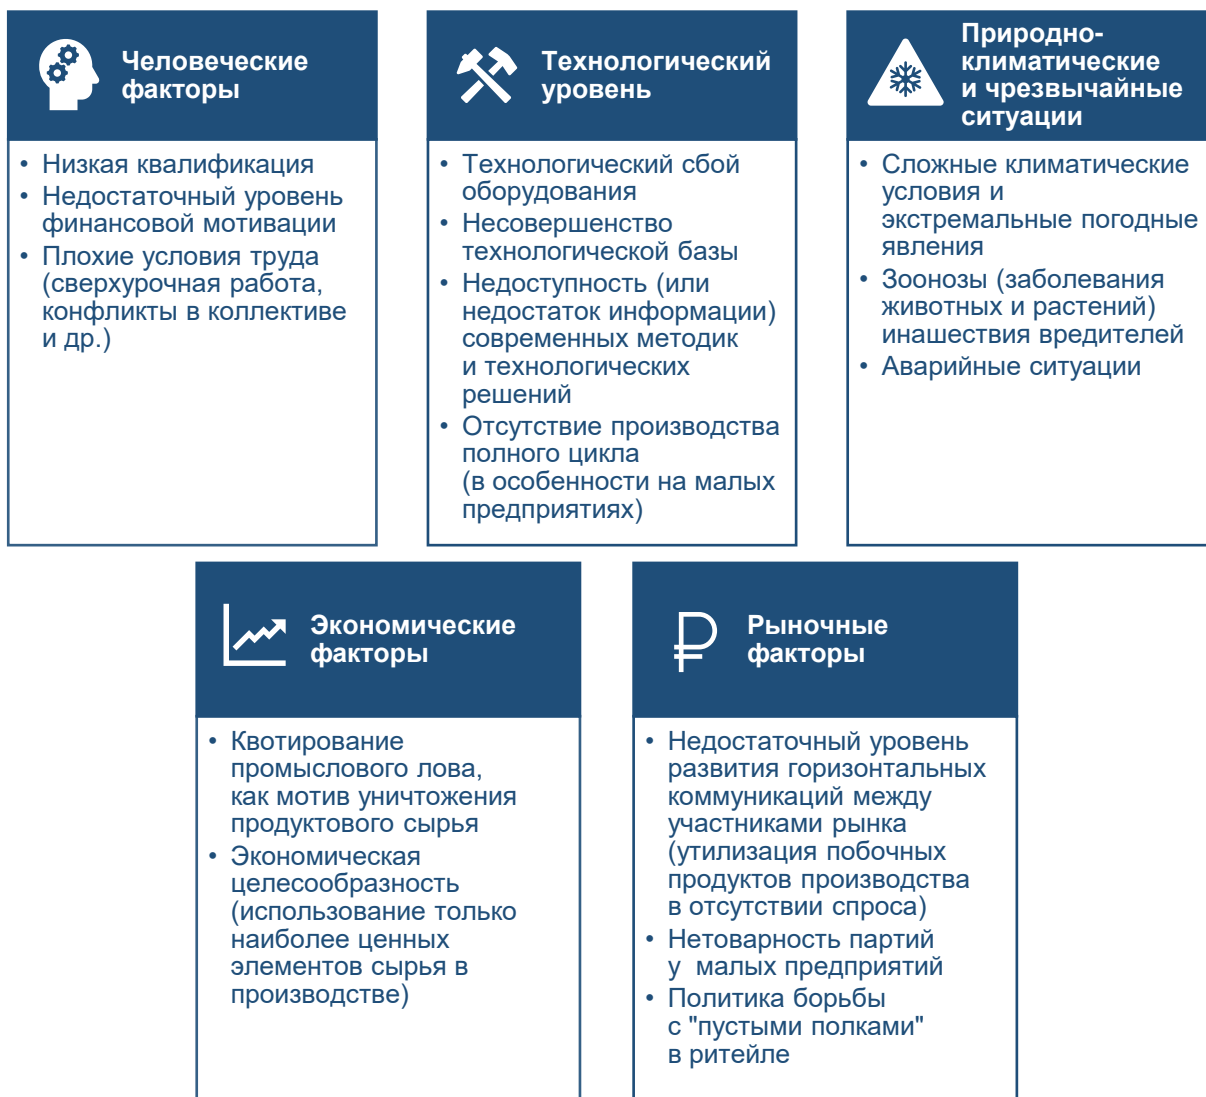 Человеческие
факторы
• Низкая квалификация
• Недостаточный уровень
финансовой мотивации
• Плохие условия труда
(сверхурочная работа,
конфликты в коллективе
и др.)
Технологический
уровень
• Технологический сбой
оборудования
• Несовершенство
технологической базы
• Недоступность (или
недостаток информации)
современных методик
и технологических
решений
• Отсутствие производства
полного цикла
(в особенности на малых
предприятиях)
Природно-
климатические
и чрезвычайные
ситуации
• Сложные климатические
условия и
экстремальные погодные
явления
• Зоонозы (заболевания
животных и растений)
инашествия вредителей
• Аварийные ситуации
Экономические
факторы
• Квотирование
промыслового лова,
как мотив уничтожения
продуктового сырья
• Экономическая
целесообразность
(использование только
наиболее ценных
элементов сырья в
производстве)
Рыночные
факторы
• Недостаточный уровень
развития горизонтальных
коммуникаций между
участниками рынка
(утилизация побочных
продуктов производства
в отсутствии спроса)
• Нетоварность партий
у  малых предприятий
• Политика борьбы
с "пустыми полками"
в ритейле